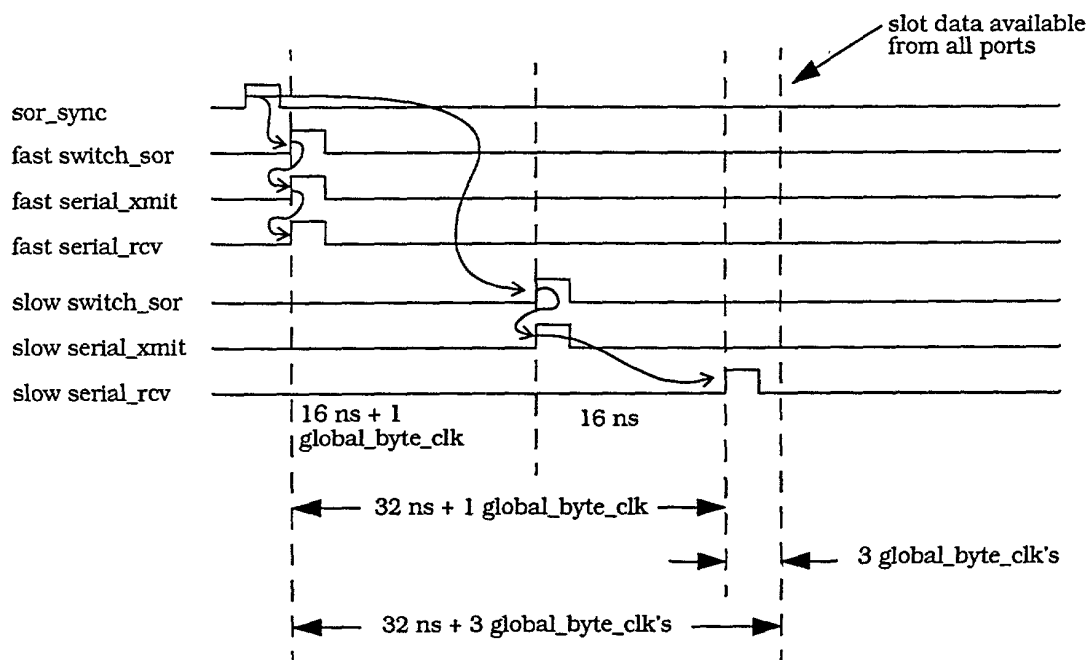 slot data available
from all ports
sor_sync
fast switch_sor
fast serial_xmit
fast serial_rcv
slow switch_sor
slow serial_xmit
slow serial_rcv
16 ns + 1
global_byte_clk
16 ns
32 ns + 1 global_byte_clk
3 global_byte_clk's
32 ns + 3 global_byte_clk's